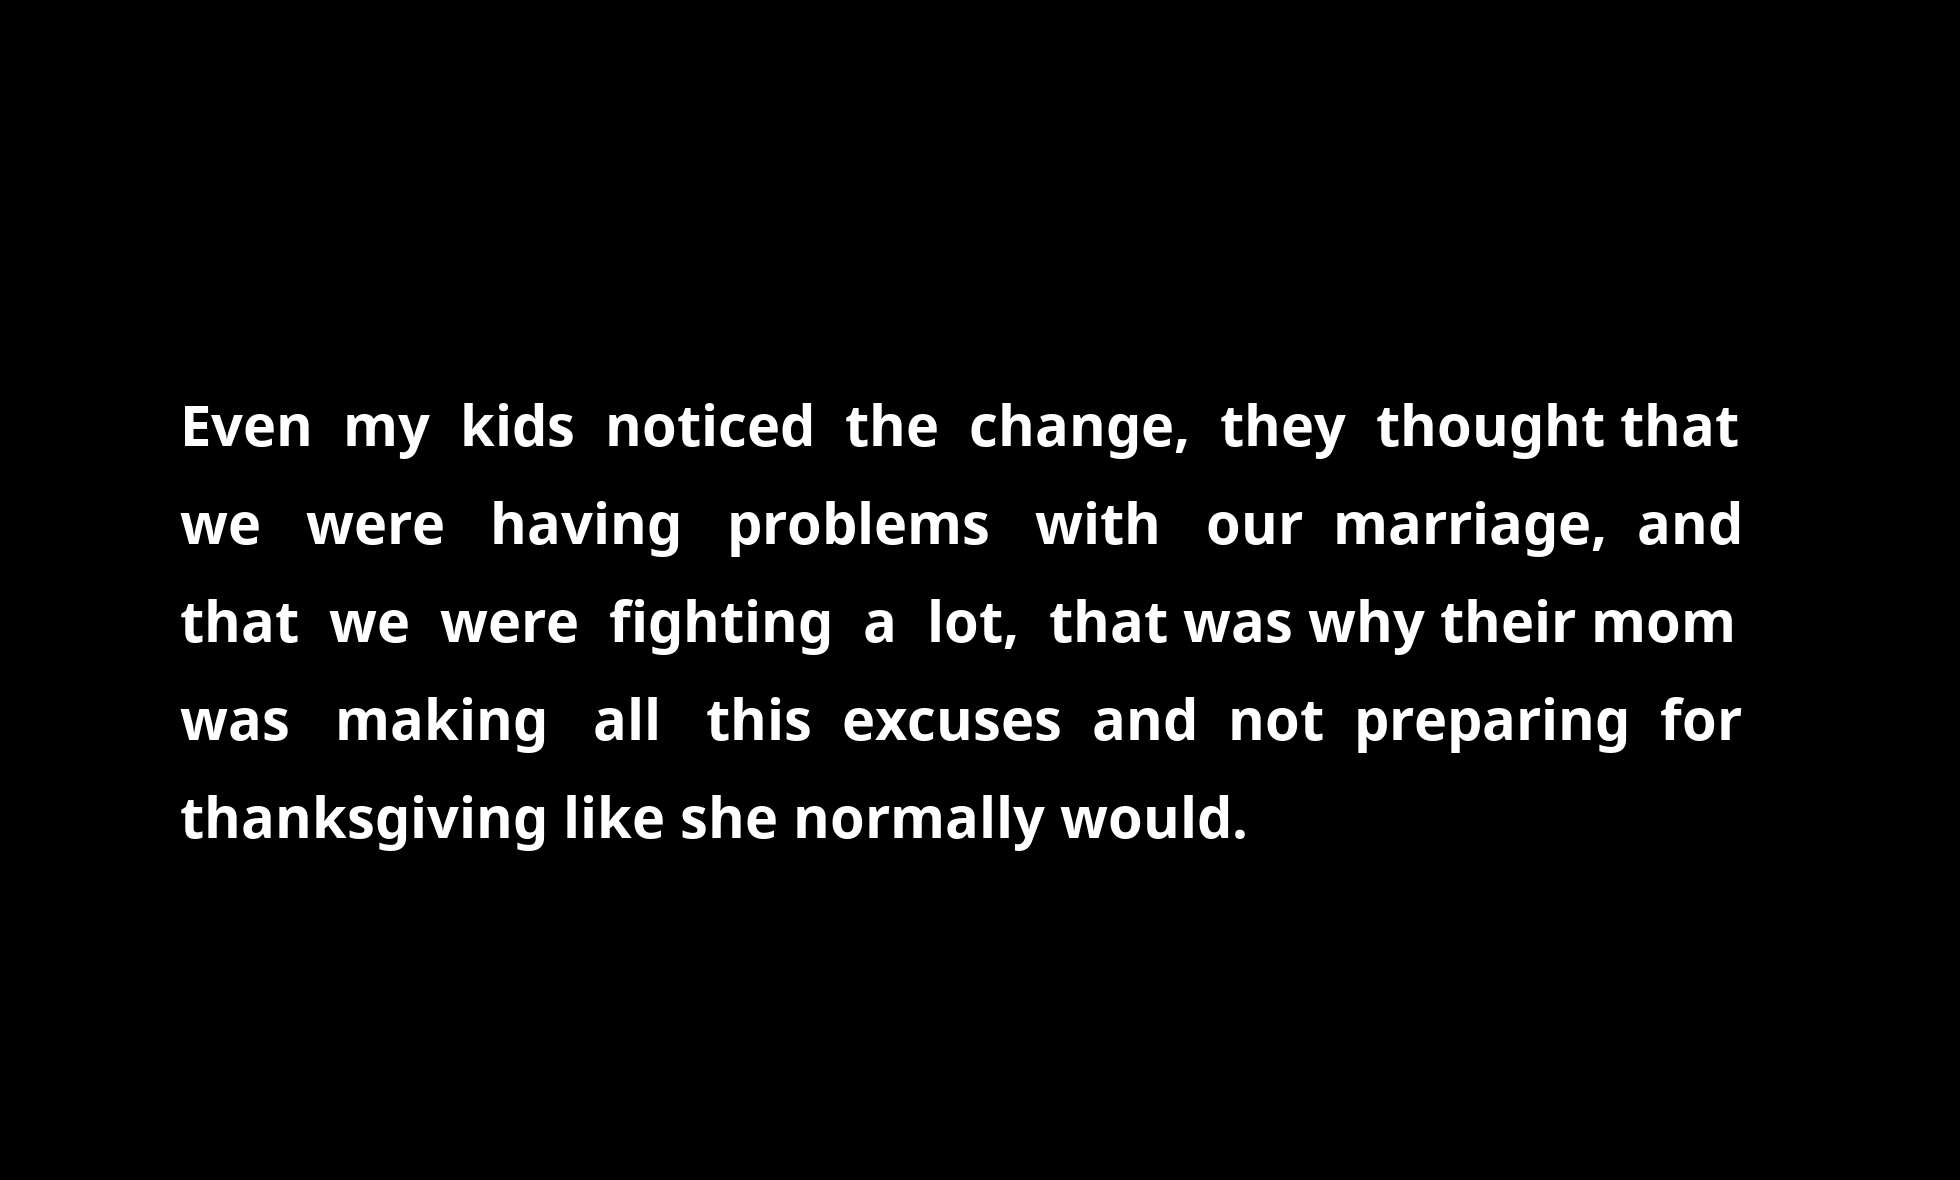 Even my kids noticed the change, they thought that
we were having problems with our marriage, and
that we were fighting a lot, that was why their mom
was making all this excuses and not preparing for
thanksgiving like she normally would.